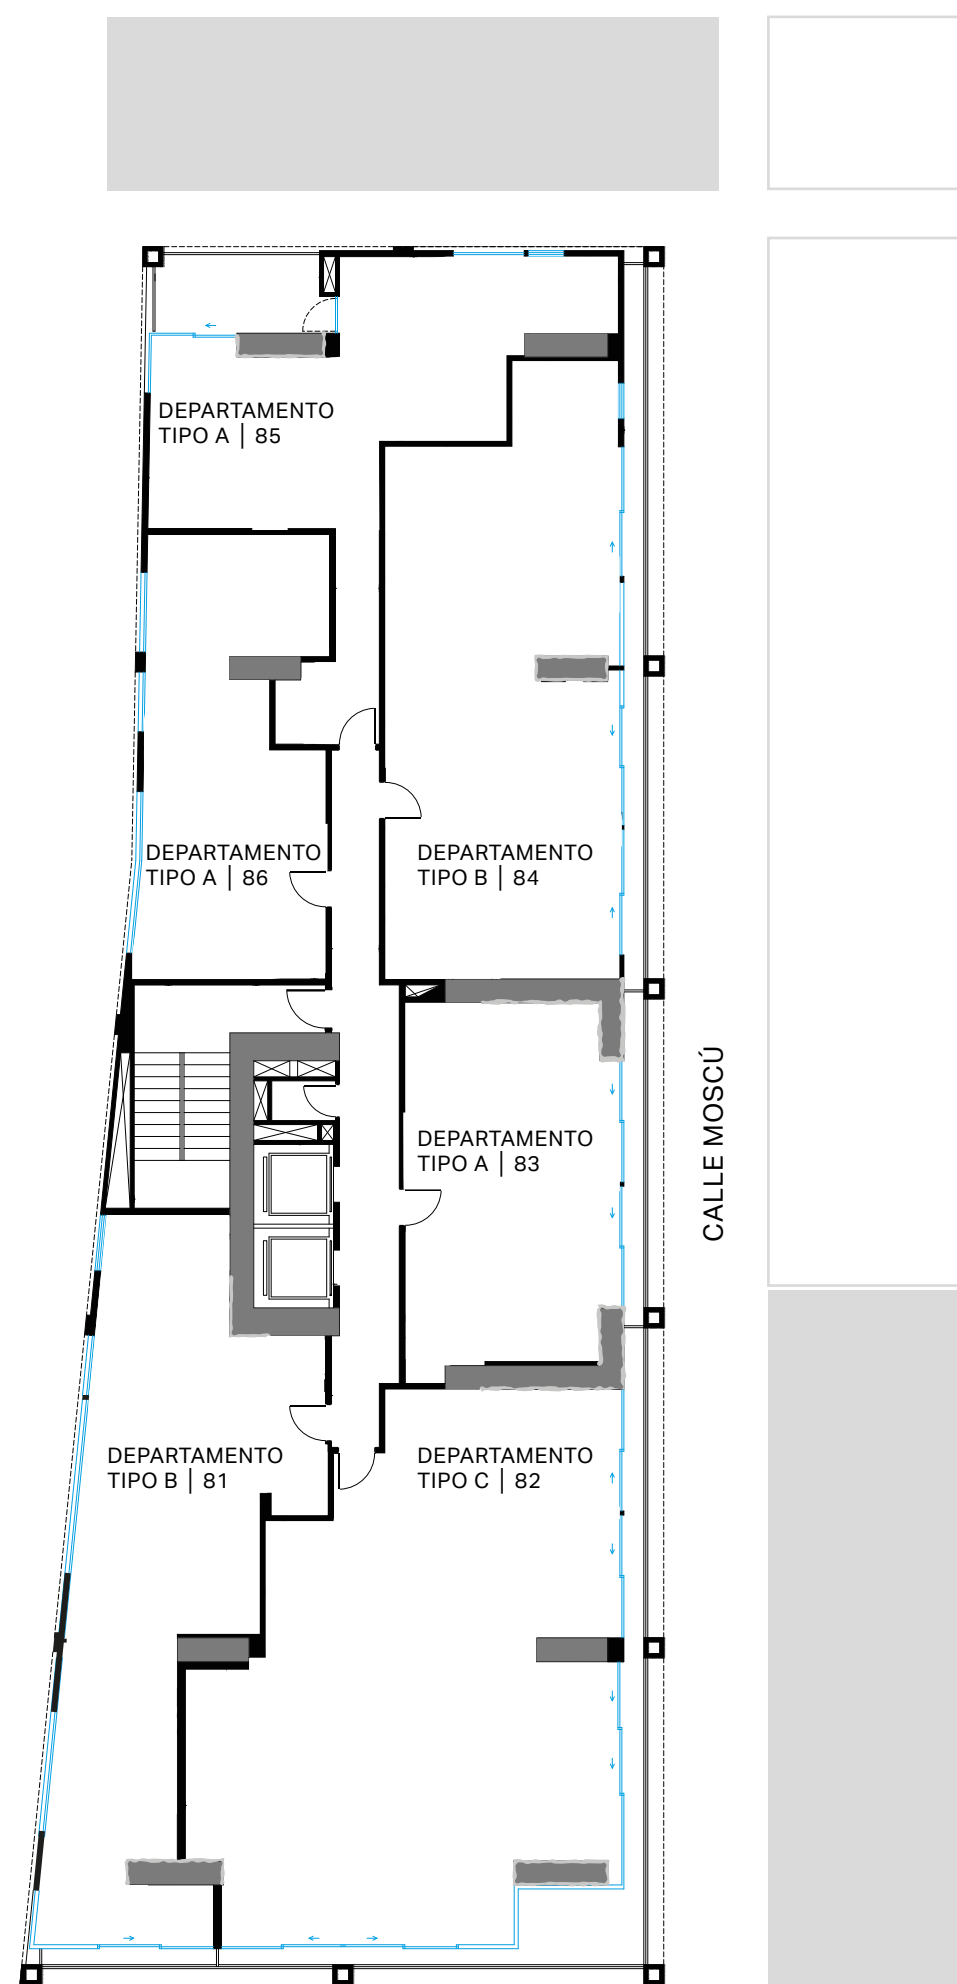 DEPARTAMENTO
TIPO A | 85
DEPARTAMENTO
TIPO A | 86
DEPARTAMENTO
TIPO B | 84
DEPARTAMENTO
TIPO A | 83
CALLE MOSCÚ
DEPARTAMENTO
TIPO B | 81
DEPARTAMENTO
TIPO C | 82